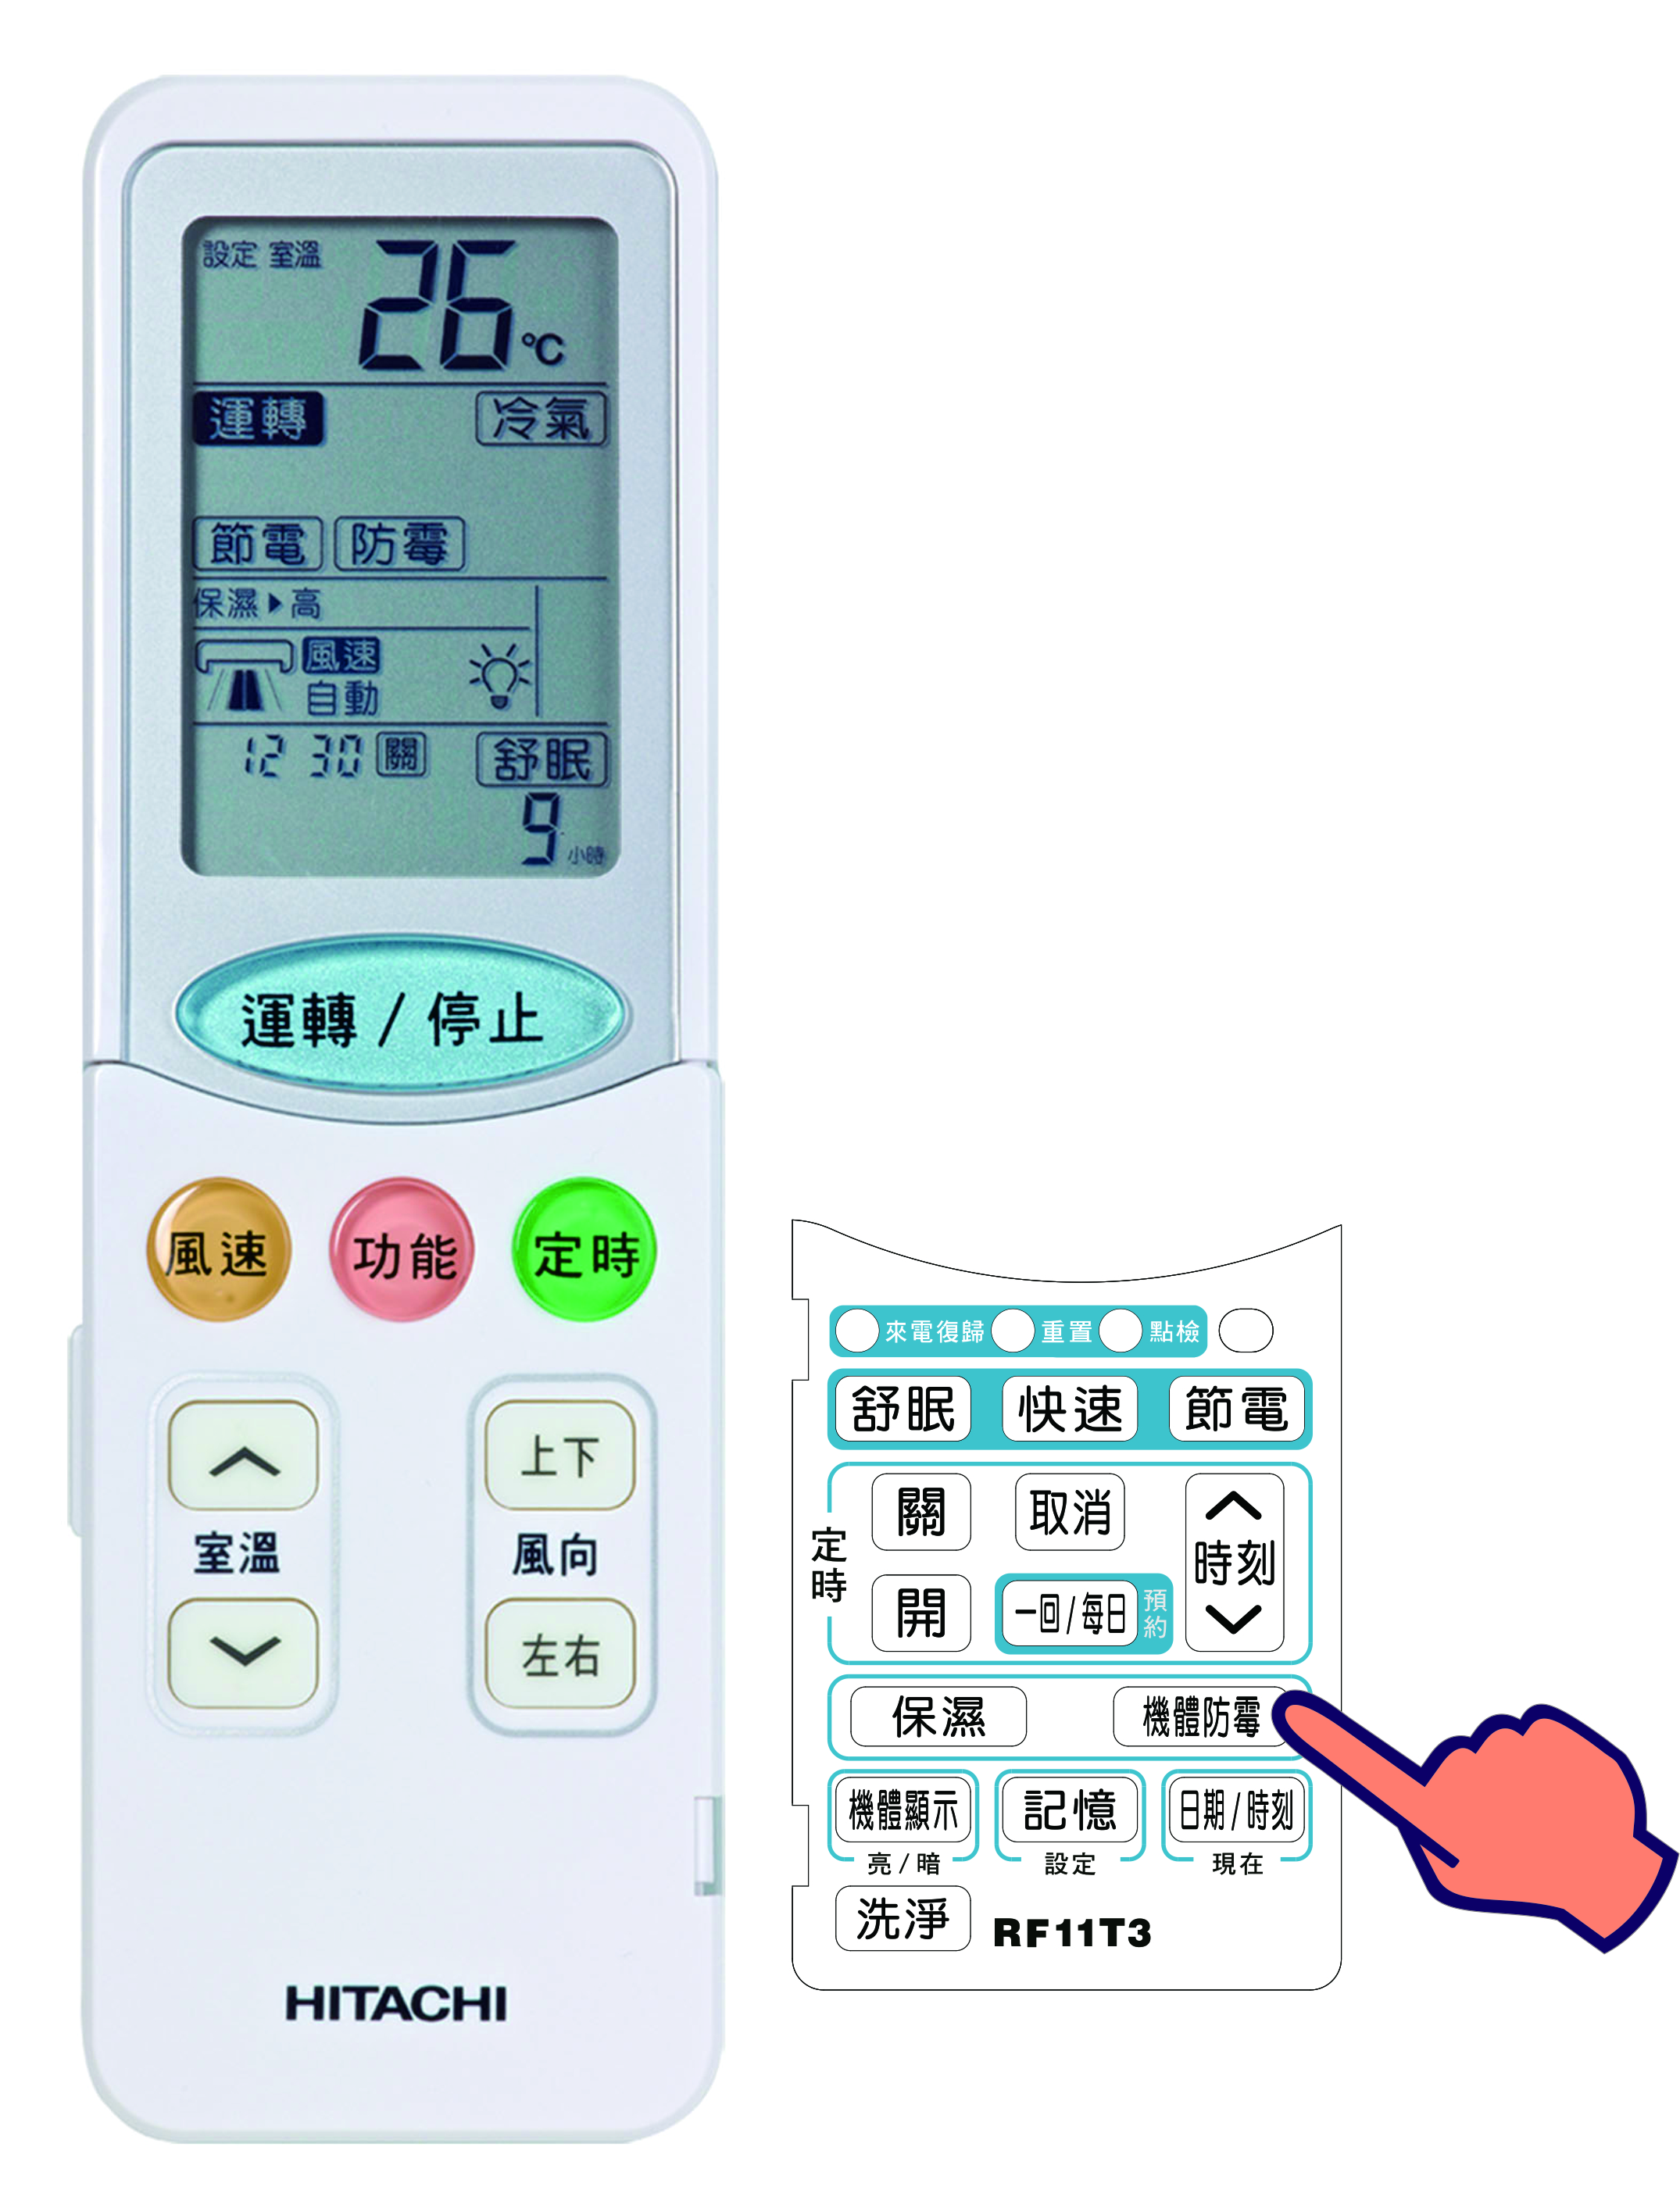 設定 室溫 26 °C
運轉 冷氣
節電 防霉
保濕▶高
風速
自動
12 30 關 舒眠
9 小時
運轉 / 停止
風速 功能 定時
上下
室溫 風向
左右
HITACHI
來電復歸 重置 點檢
舒眠 快速 節電
定時
關 取消
時刻
開 一回/每日 預約
保濕 機體防霉
機體顯示 記憶 日期/時刻
亮/暗 設定 現在
洗淨 RF11T3